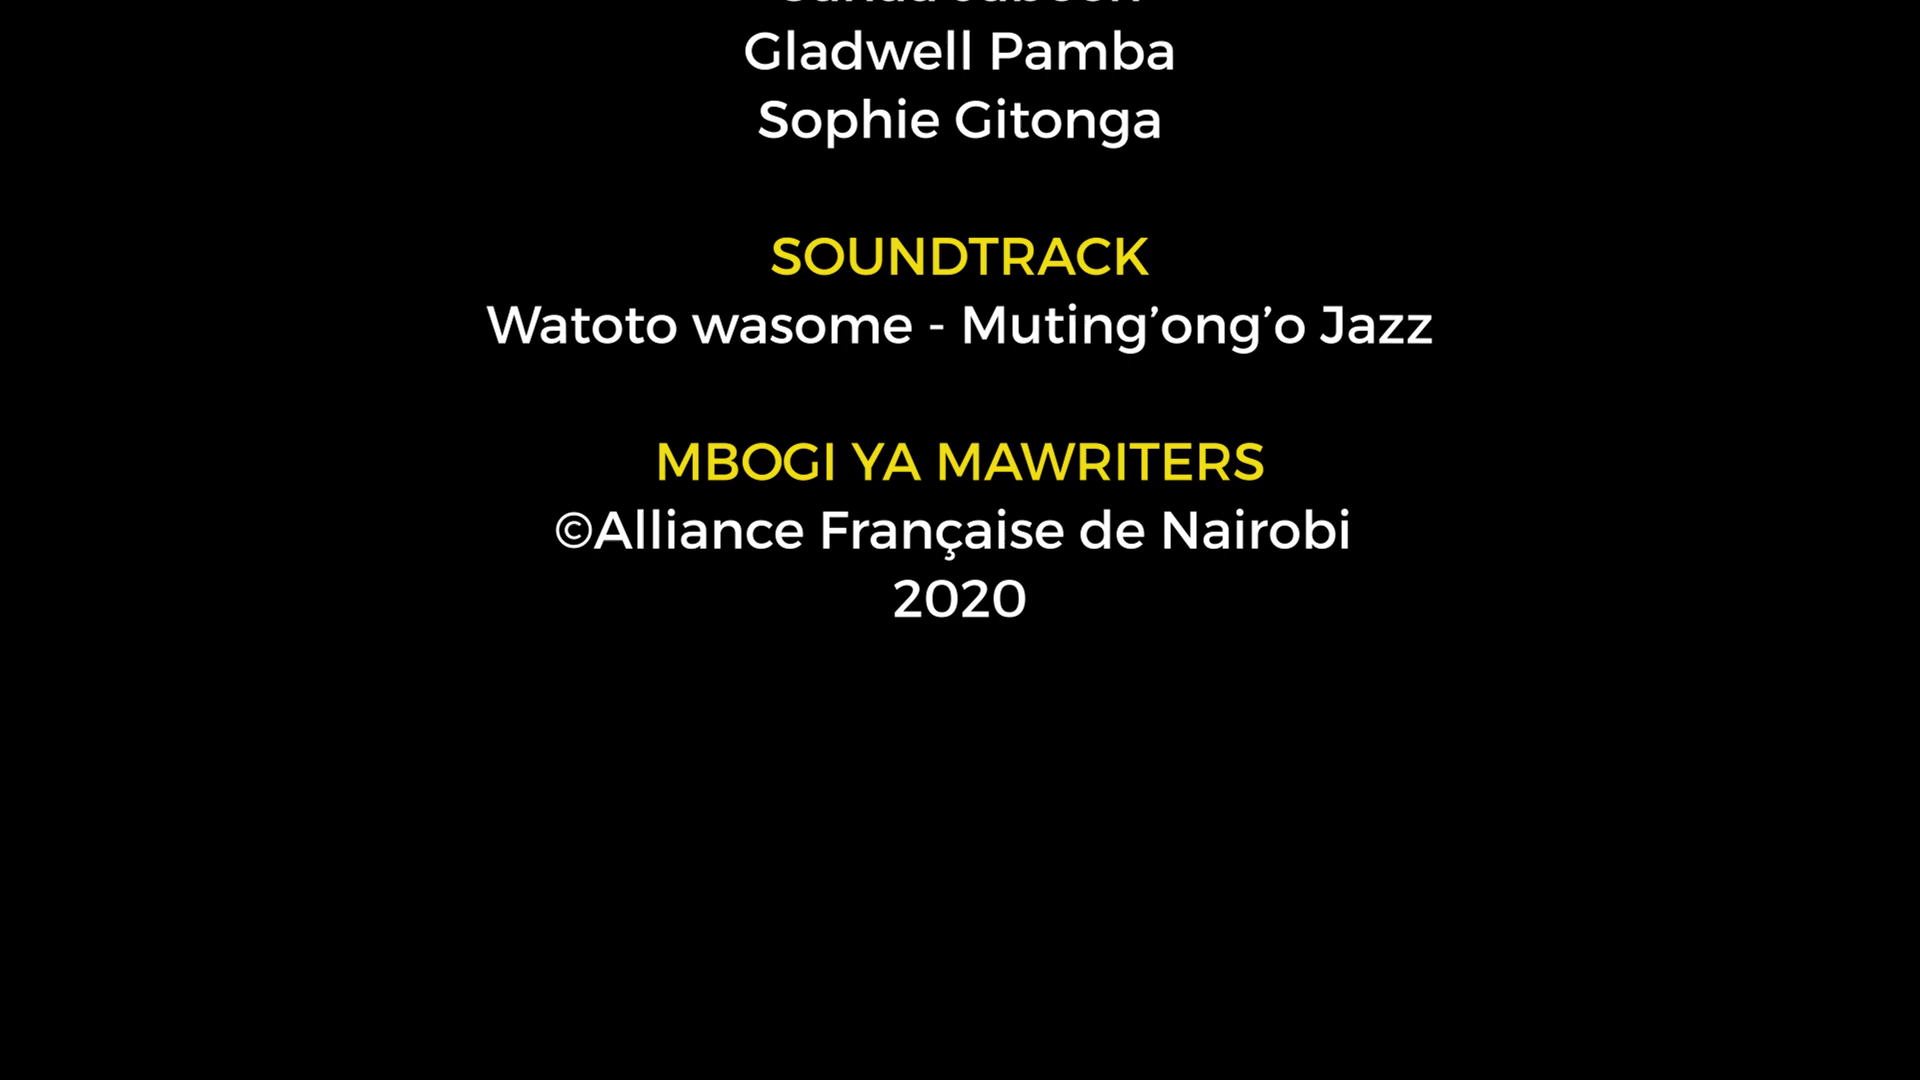 Gladwell Pamba
Sophie Gitonga
SOUNDTRACK
Watoto wasome - Muting’ong’o Jazz
MBOGI YA MAWRITERS
©Alliance Française de Nairobi
2020